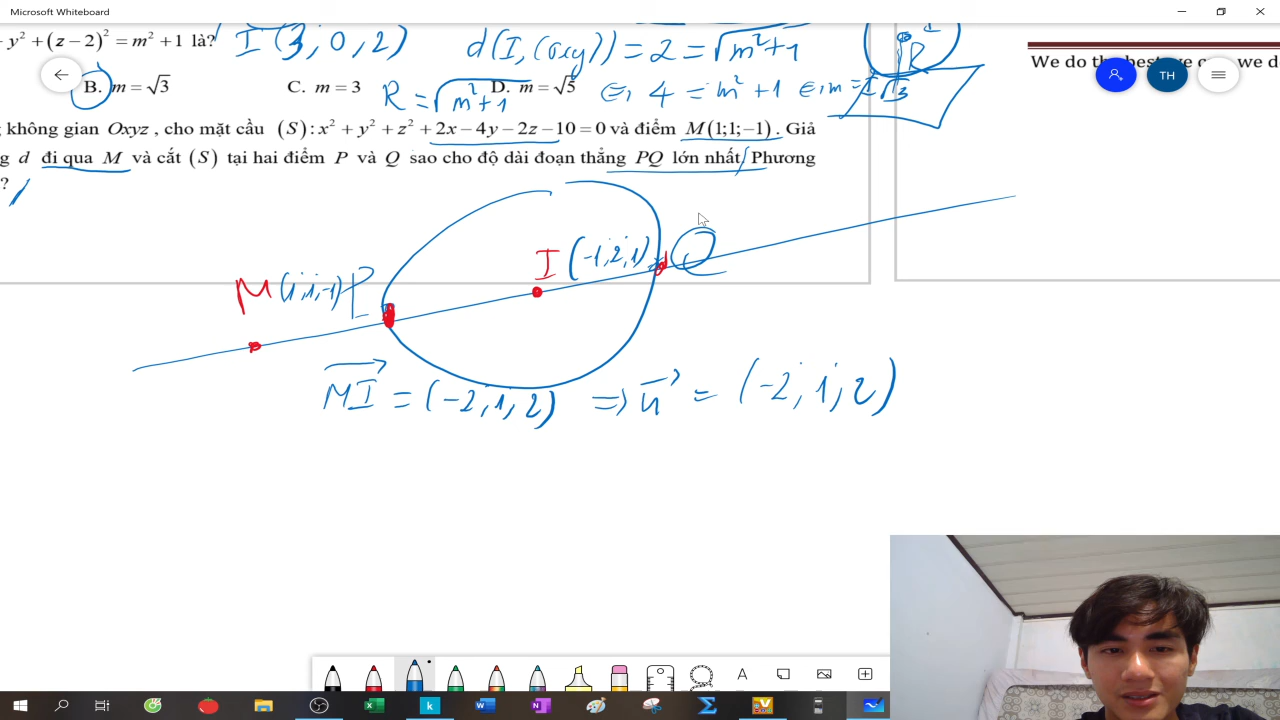 Microsoft Whiteboard
y² + (z − 2)² = m² + 1 là?
I (3, 0, 2)
d(I, (oxy)) = 2 = √m²+1
R
B. m = √3
C. m = 3
R = √m²+1
D. m = √5
4 = m² + 1
m = ±√3
We do
TH
không gian Oxyz, cho mặt cầu (S): x² + y² + z² + 2x − 4y − 2z − 10 = 0 và điểm M(1;1;−1). Giả
g d đi qua M và cắt (S) tại hai điểm P và Q sao cho độ dài đoạn thẳng PQ lớn nhất/ Phương
?
I (-1, 2, 1)
Q
M (1, 1, -1)
P
MI = (-2, 1, 2) => u = (-2, 1, 2)